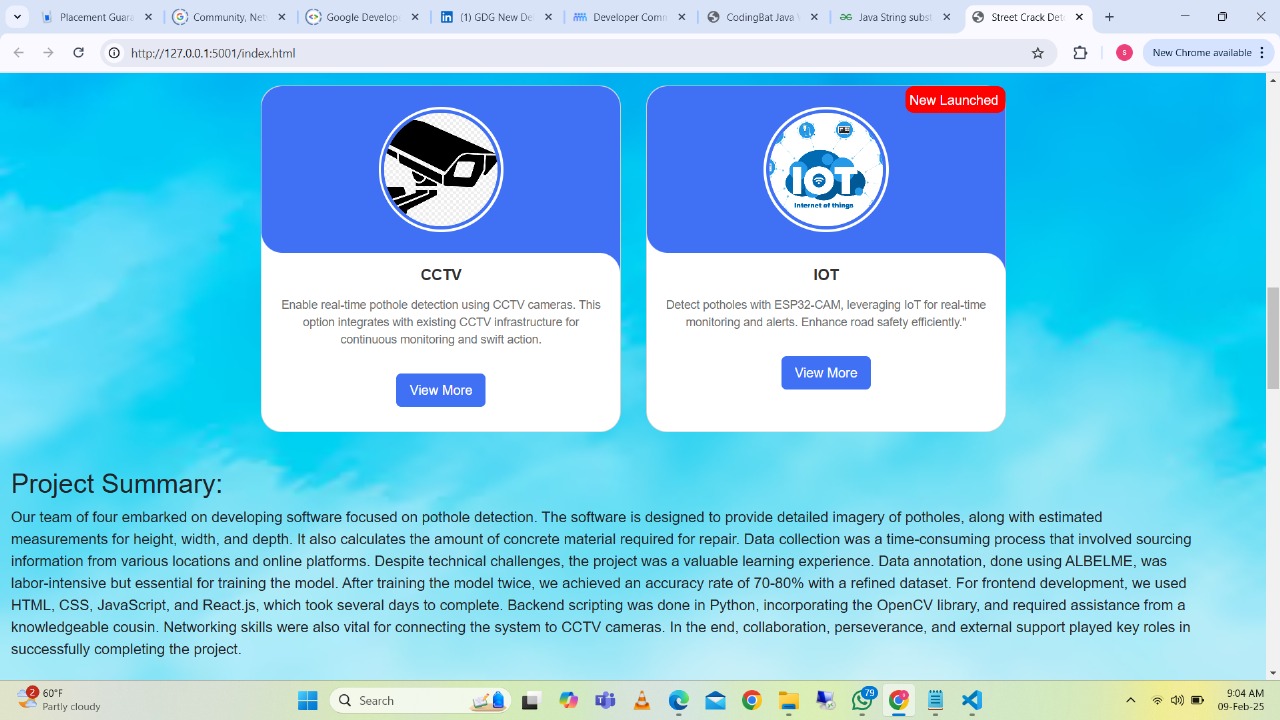 Placement Guara
Community, Net
Google Develop
(1) GDG New De
Developer Comm
CodingBat Java
Java String subst
Street Crack Det
http://127.0.0.1:5001/index.html
s
New Chrome available
New Launched
IOT
Internet of things
CCTV
IOT
Enable real-time pothole detection using CCTV cameras. This
option integrates with existing CCTV infrastructure for
continuous monitoring and swift action.
Detect potholes with ESP32-CAM, leveraging IoT for real-time
monitoring and alerts. Enhance road safety efficiently."
View More
View More
Project Summary:
Our team of four embarked on developing software focused on pothole detection. The software is designed to provide detailed imagery of potholes, along with estimated
measurements for height, width, and depth. It also calculates the amount of concrete material required for repair. Data collection was a time-consuming process that involved sourcing
information from various locations and online platforms. Despite technical challenges, the project was a valuable learning experience. Data annotation, done using ALBELME, was
labor-intensive but essential for training the model. After training the model twice, we achieved an accuracy rate of 70-80% with a refined dataset. For frontend development, we used
HTML, CSS, JavaScript, and React.js, which took several days to complete. Backend scripting was done in Python, incorporating the OpenCV library, and required assistance from a
knowledgeable cousin. Networking skills were also vital for connecting the system to CCTV cameras. In the end, collaboration, perseverance, and external support played key roles in
successfully completing the project.
2
60°F
Partly cloudy
Search
79
9:04 AM
09-Feb-25